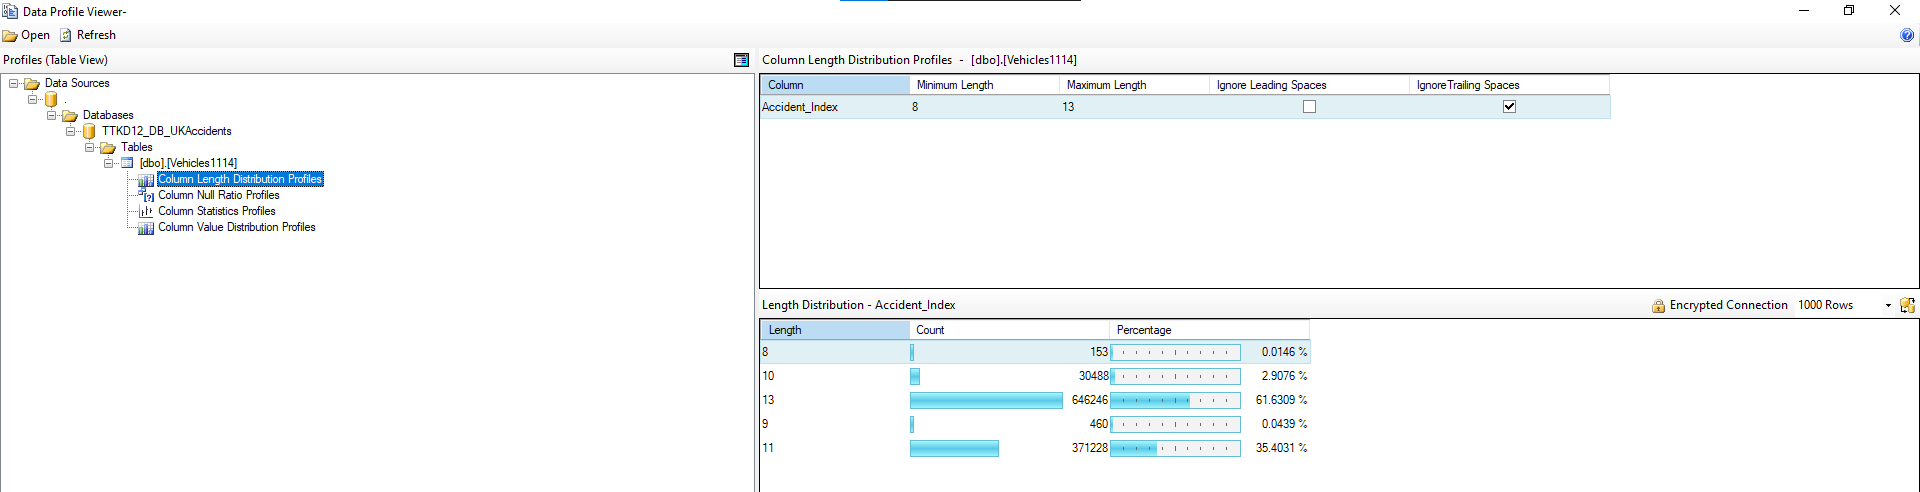 Data Profile Viewer-
Open Refresh
Profiles (Table View)
Data Sources
.
Databases
TTKD12_DB_UKAccidents
Tables
[dbo].[Vehicles1114]
Column Length Distribution Profiles
Column Null Ratio Profiles
Column Statistics Profiles
Column Value Distribution Profiles
Column Length Distribution Profiles - [dbo].[Vehicles1114]
Column Minimum Length Maximum Length Ignore Leading Spaces IgnoreTrailing Spaces
Accident_Index 8 13
Length Distribution - Accident_Index Encrypted Connection 1000 Rows
Length Count Percentage
8 153 0.0146 %
10 30488 2.9076 %
13 646246 61.6309 %
9 460 0.0439 %
11 371228 35.4031 %